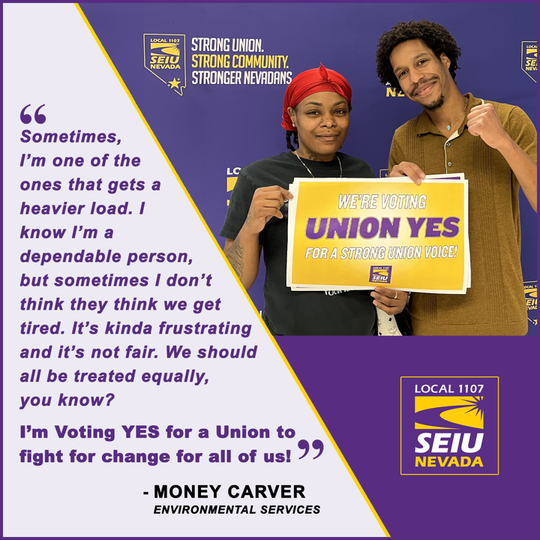 LOCAL 1107
SEIU
NEVADA
STRONG UNION.
STRONG COMMUNITY.
STRONGER NEVADANS
“
Sometimes,
I’m one of the
ones that gets a
heavier load. I
know I’m a
dependable person,
but sometimes I don’t
think they think we get
tired. It’s kinda frustrating
and it’s not fair. We should
all be treated equally,
you know?
I’m Voting YES for a Union to
fight for change for all of us! ”
- MONEY CARVER
ENVIRONMENTAL SERVICES
WE'RE VOTING
UNION YES
FOR A STRONG UNION VOICE!
SEIU
LOCAL 1107
SEIU
NEVADA